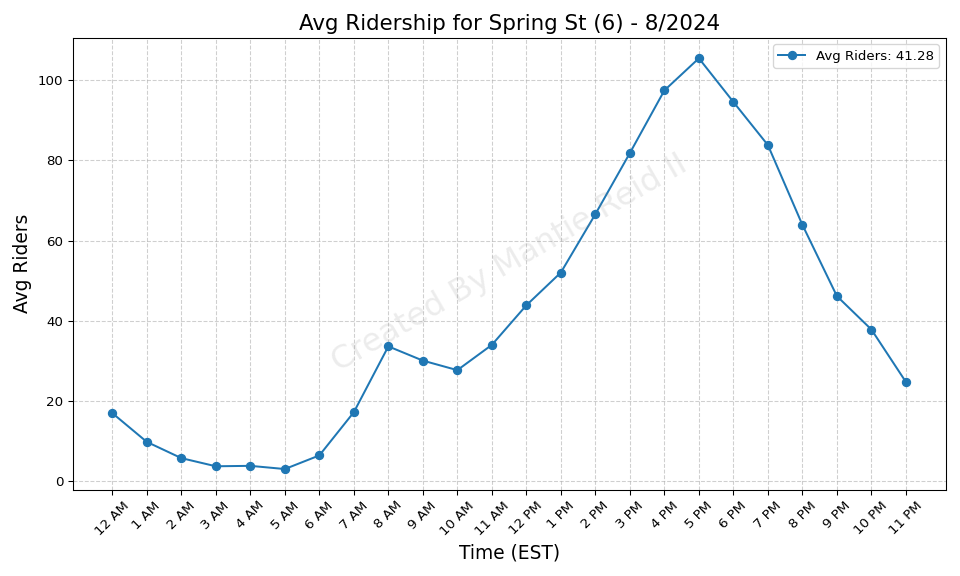 Avg Ridership for Spring St (6) - 8/2024
Avg Riders: 41.28
Avg Riders
100
80
60
40
20
0
Created By Mantie Reid II
12 AM
1 AM
2 AM
3 AM
4 AM
5 AM
6 AM
7 AM
8 AM
9 AM
10 AM
11 AM
12 PM
1 PM
2 PM
3 PM
4 PM
5 PM
6 PM
7 PM
8 PM
9 PM
10 PM
11 PM
Time (EST)